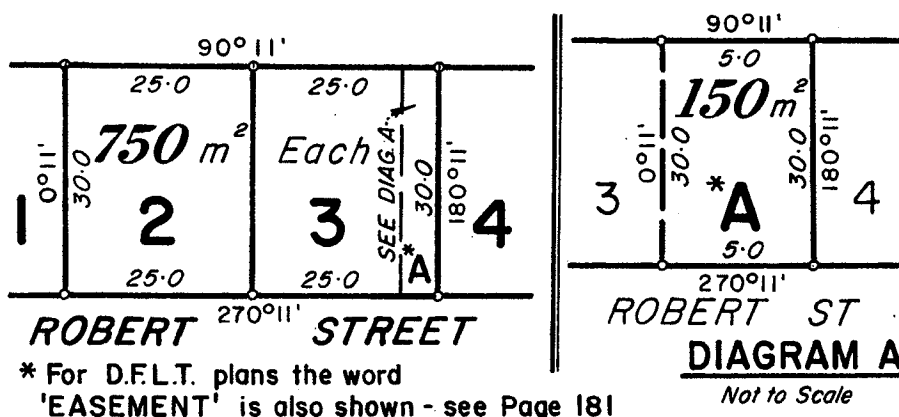 90°11'
25.0 25.0
750 m² Each
0°11' 30.0 SEE DIAG. A 30.0 180°11'
1 2 3 *A 4
25.0 25.0
270°11'
ROBERT STREET
* For D.F.L.T. plans the word
'EASEMENT' is also shown - see Page 181
90°11'
5.0
150 m²
0°11' 30.0 30.0 180°11'
3 *A 4
5.0
270°11'
ROBERT ST
DIAGRAM A
Not to Scale